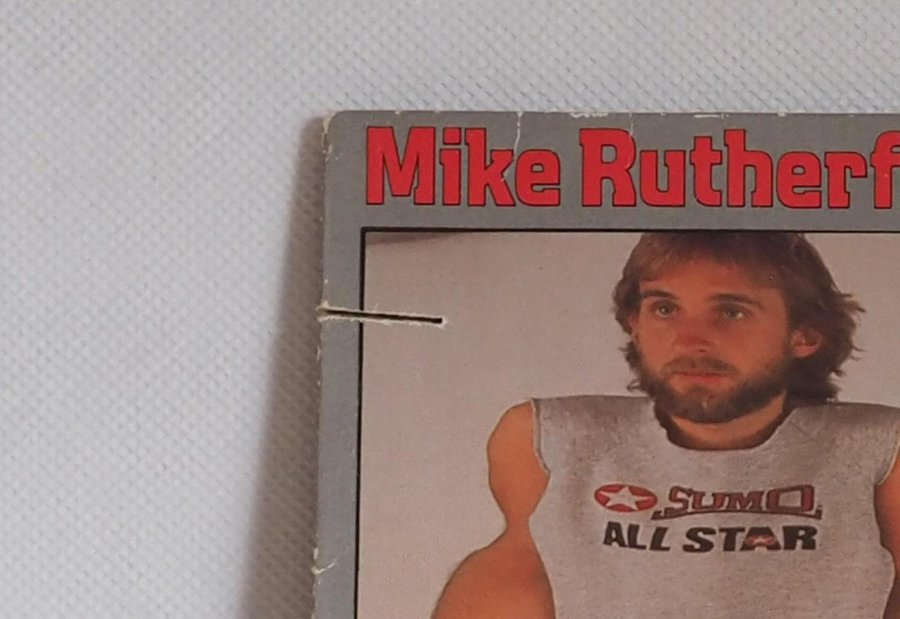 Mike Rutherf
SUMO
ALL STAR